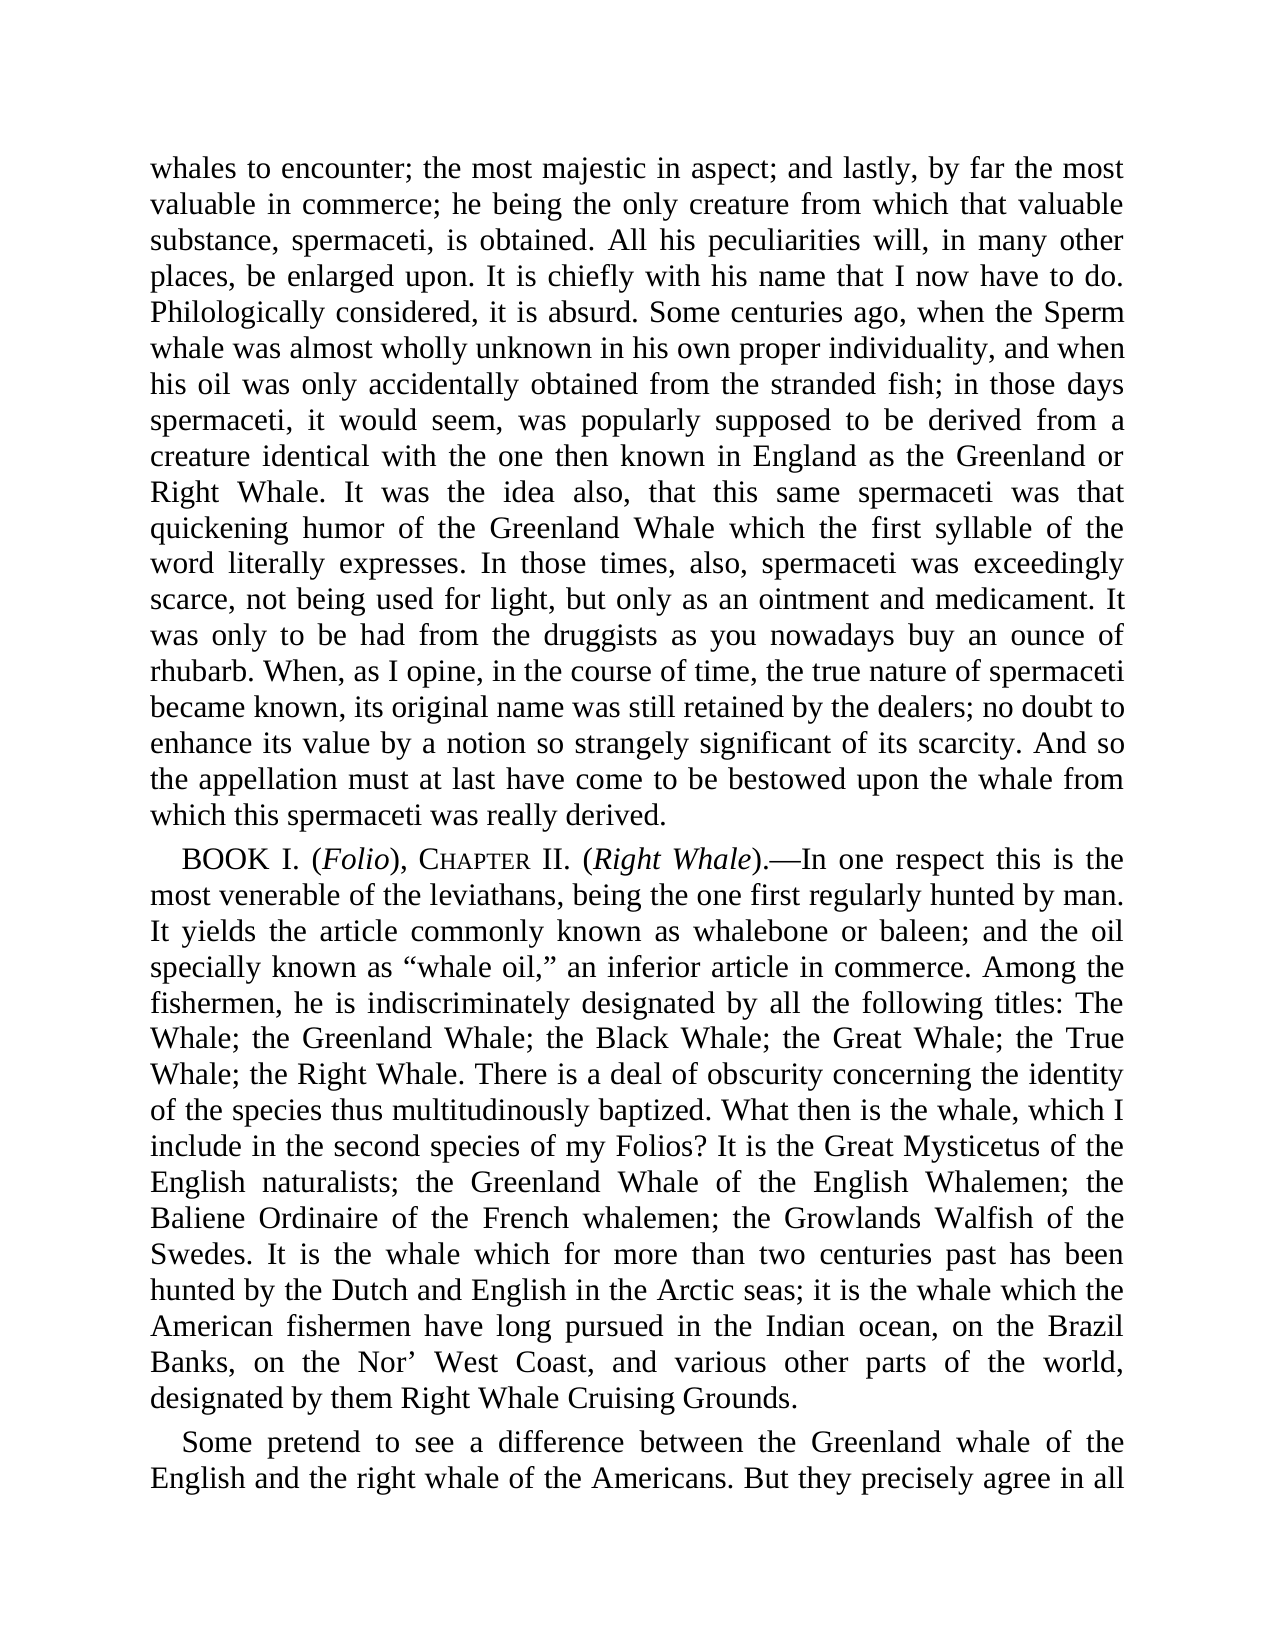 whales to encounter; the most majestic in aspect; and lastly, by far the most
valuable in commerce; he being the only creature from which that valuable
substance, spermaceti, is obtained. All his peculiarities will, in many other
places, be enlarged upon. It is chiefly with his name that I now have to do.
Philologically considered, it is absurd. Some centuries ago, when the Sperm
whale was almost wholly unknown in his own proper individuality, and when
his oil was only accidentally obtained from the stranded fish; in those days
spermaceti, it would seem, was popularly supposed to be derived from a
creature identical with the one then known in England as the Greenland or
Right Whale. It was the idea also, that this same spermaceti was that
quickening humor of the Greenland Whale which the first syllable of the
word literally expresses. In those times, also, spermaceti was exceedingly
scarce, not being used for light, but only as an ointment and medicament. It
was only to be had from the druggists as you nowadays buy an ounce of
rhubarb. When, as I opine, in the course of time, the true nature of spermaceti
became known, its original name was still retained by the dealers; no doubt to
enhance its value by a notion so strangely significant of its scarcity. And so
the appellation must at last have come to be bestowed upon the whale from
which this spermaceti was really derived.
BOOK I. (Folio), CHAPTER II. (Right Whale).—In one respect this is the
most venerable of the leviathans, being the one first regularly hunted by man.
It yields the article commonly known as whalebone or baleen; and the oil
specially known as “whale oil,” an inferior article in commerce. Among the
fishermen, he is indiscriminately designated by all the following titles: The
Whale; the Greenland Whale; the Black Whale; the Great Whale; the True
Whale; the Right Whale. There is a deal of obscurity concerning the identity
of the species thus multitudinously baptized. What then is the whale, which I
include in the second species of my Folios? It is the Great Mysticetus of the
English naturalists; the Greenland Whale of the English Whalemen; the
Baliene Ordinaire of the French whalemen; the Growlands Walfish of the
Swedes. It is the whale which for more than two centuries past has been
hunted by the Dutch and English in the Arctic seas; it is the whale which the
American fishermen have long pursued in the Indian ocean, on the Brazil
Banks, on the Nor’ West Coast, and various other parts of the world,
designated by them Right Whale Cruising Grounds.
Some pretend to see a difference between the Greenland whale of the
English and the right whale of the Americans. But they precisely agree in all